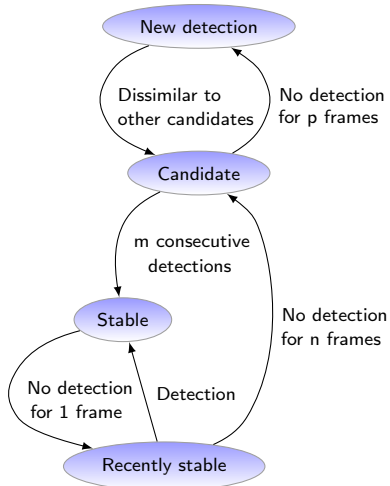 New detection
Dissimilar to
other candidates
No detection
for p frames
Candidate
m consecutive
detections
No detection
for n frames
Stable
No detection
for 1 frame
Detection
Recently stable